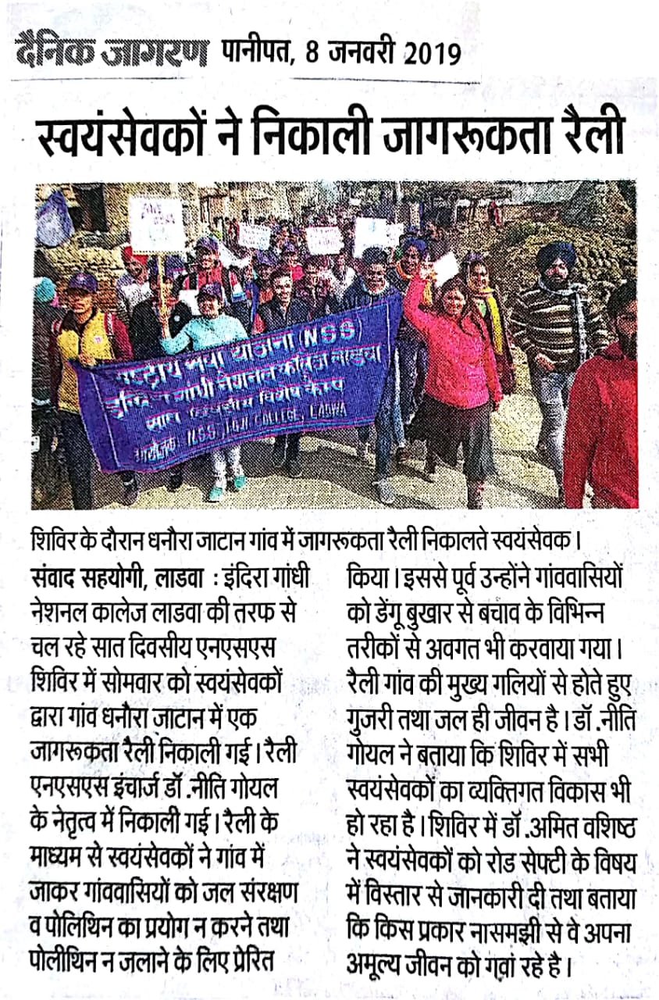 दैनिक जागरण पानीपत, 8 जनवरी 2019
स्वयंसेवकों ने निकाली जागरूकता रैली
राष्ट्रीय सेवा योजना (NSS)
इन्दिरा गांधी नेशनल कॉलेज लाडवा
सात दिवसीय विशेष कैम्प
आयोजक: N.S.S. I.G.N COLLEGE, LADWA
शिविर के दौरान धनौरा जाटान गांव में जागरूकता रैली निकालते स्वयंसेवक।
संवाद सहयोगी, लाडवा : इंदिरा गांधी
नेशनल कालेज लाडवा की तरफ से
चल रहे सात दिवसीय एनएसएस
शिविर में सोमवार को स्वयंसेवकों
द्वारा गांव धनौरा जाटान में एक
जागरूकता रैली निकाली गई। रैली
एनएसएस इंचार्ज डॉ .नीति गोयल
के नेतृत्व में निकाली गई। रैली के
माध्यम से स्वयंसेवकों ने गांव में
जाकर गांववासियों को जल संरक्षण
व पोलिथिन का प्रयोग न करने तथा
पोलीथिन न जलाने के लिए प्रेरित
किया। इससे पूर्व उन्होंने गांववासियों
को डेंगू बुखार से बचाव के विभिन्न
तरीकों से अवगत भी करवाया गया।
रैली गांव की मुख्य गलियों से होते हुए
गुजरी तथा जल ही जीवन है। डॉ .नीति
गोयल ने बताया कि शिविर में सभी
स्वयंसेवकों का व्यक्तिगत विकास भी
हो रहा है। शिविर में डॉ .अमित वशिष्ठ
ने स्वयंसेवकों को रोड सेफ्टी के विषय
में विस्तार से जानकारी दी तथा बताया
कि किस प्रकार नासमझी से वे अपना
अमूल्य जीवन को गवां रहे है।